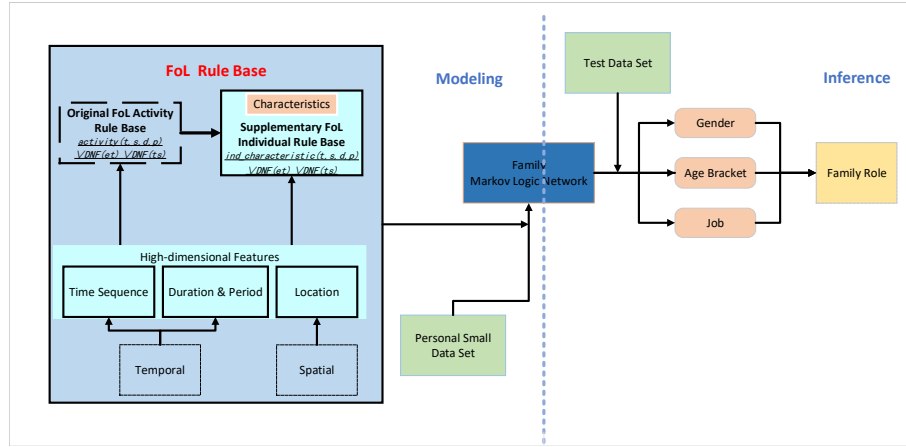 FoL Rule Base
Modeling
Inference
Test Data Set
Original FoL Activity
Rule Base
activity(t, s, d, p)
∨DNF(et) ∨DNF(ts)
Characteristics
Supplementary FoL
Individual Rule Base
ind_characteristic(t, s, d, p)
∨DNF(et) ∨DNF(ts)
Family
Markov Logic Network
Gender
Age Bracket
Job
Family Role
High-dimensional Features
Time Sequence
Duration & Period
Location
Personal Small
Data Set
Temporal
Spatial